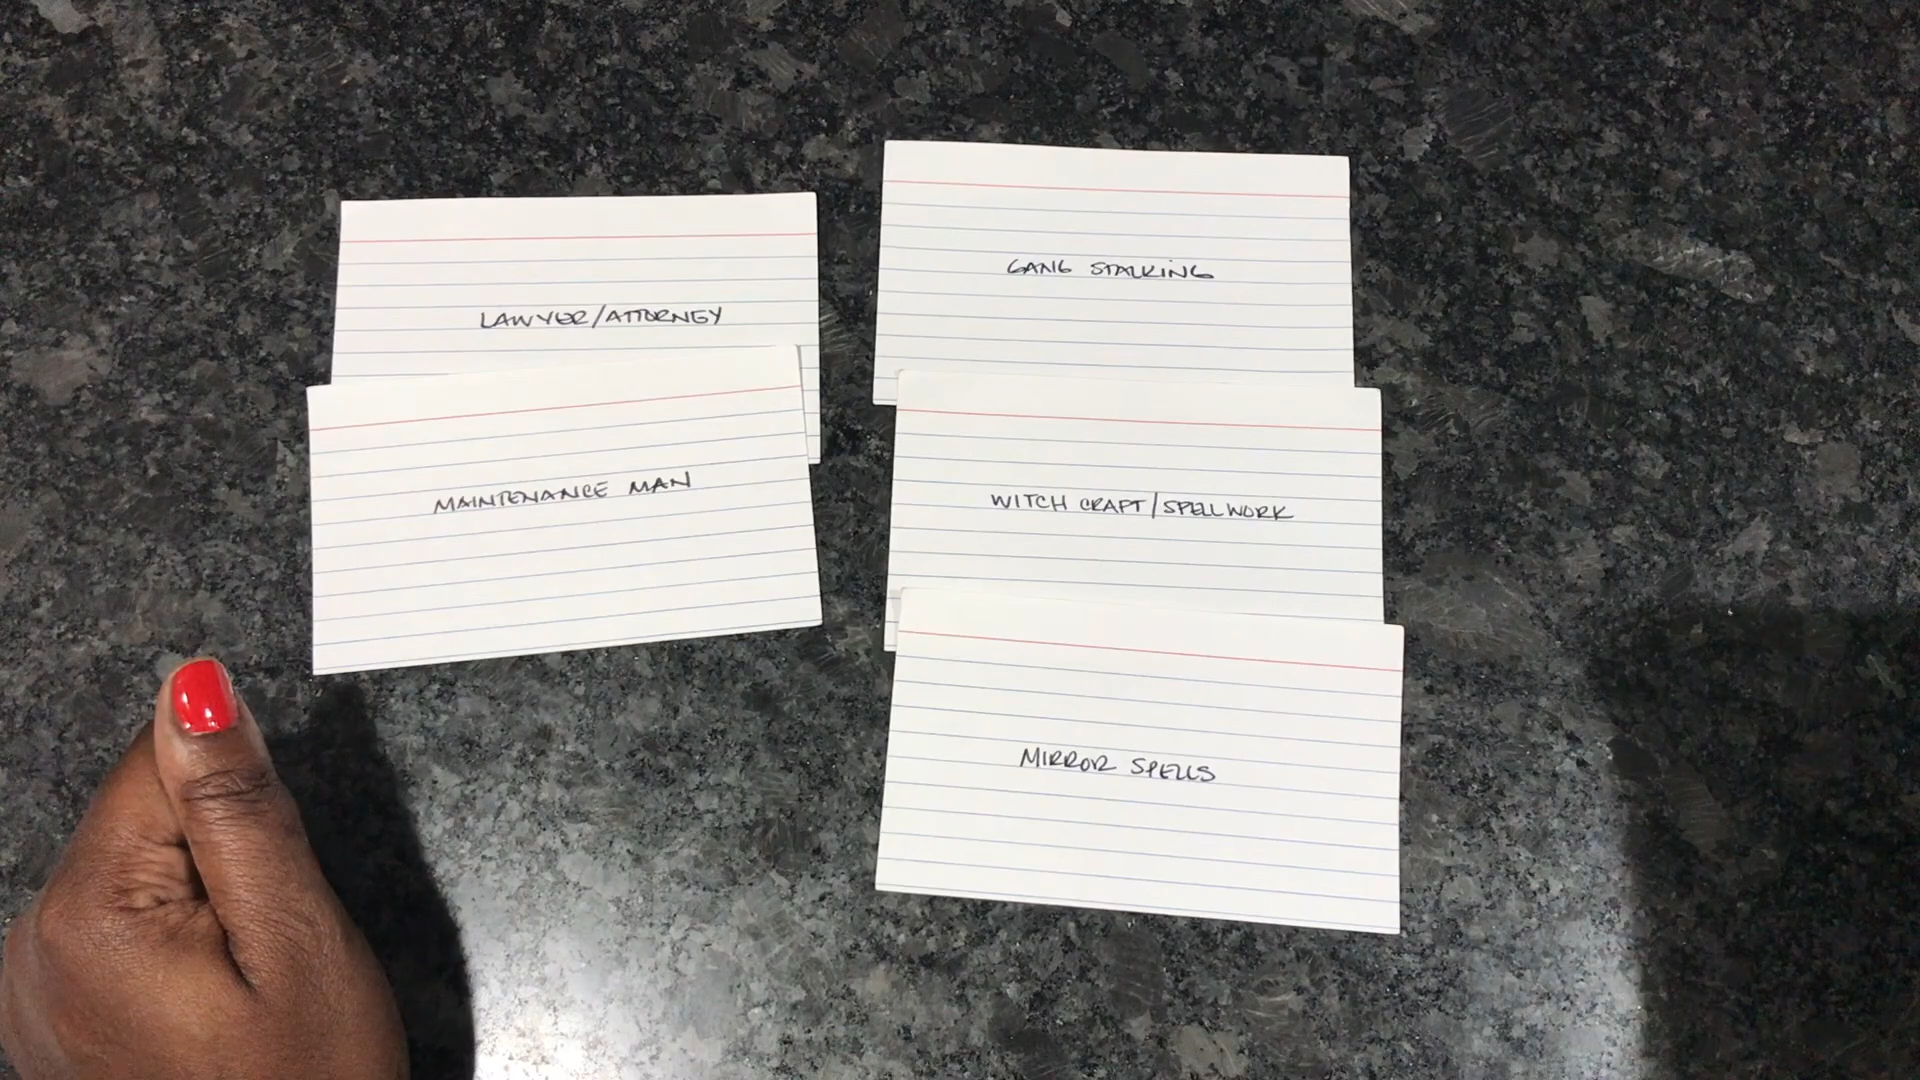 LAWYER/ATTORNEY
MAINTENANCE MAN
GANG STALKING
WITCH CRAFT/SPELLWORK
MIRROR SPELLS